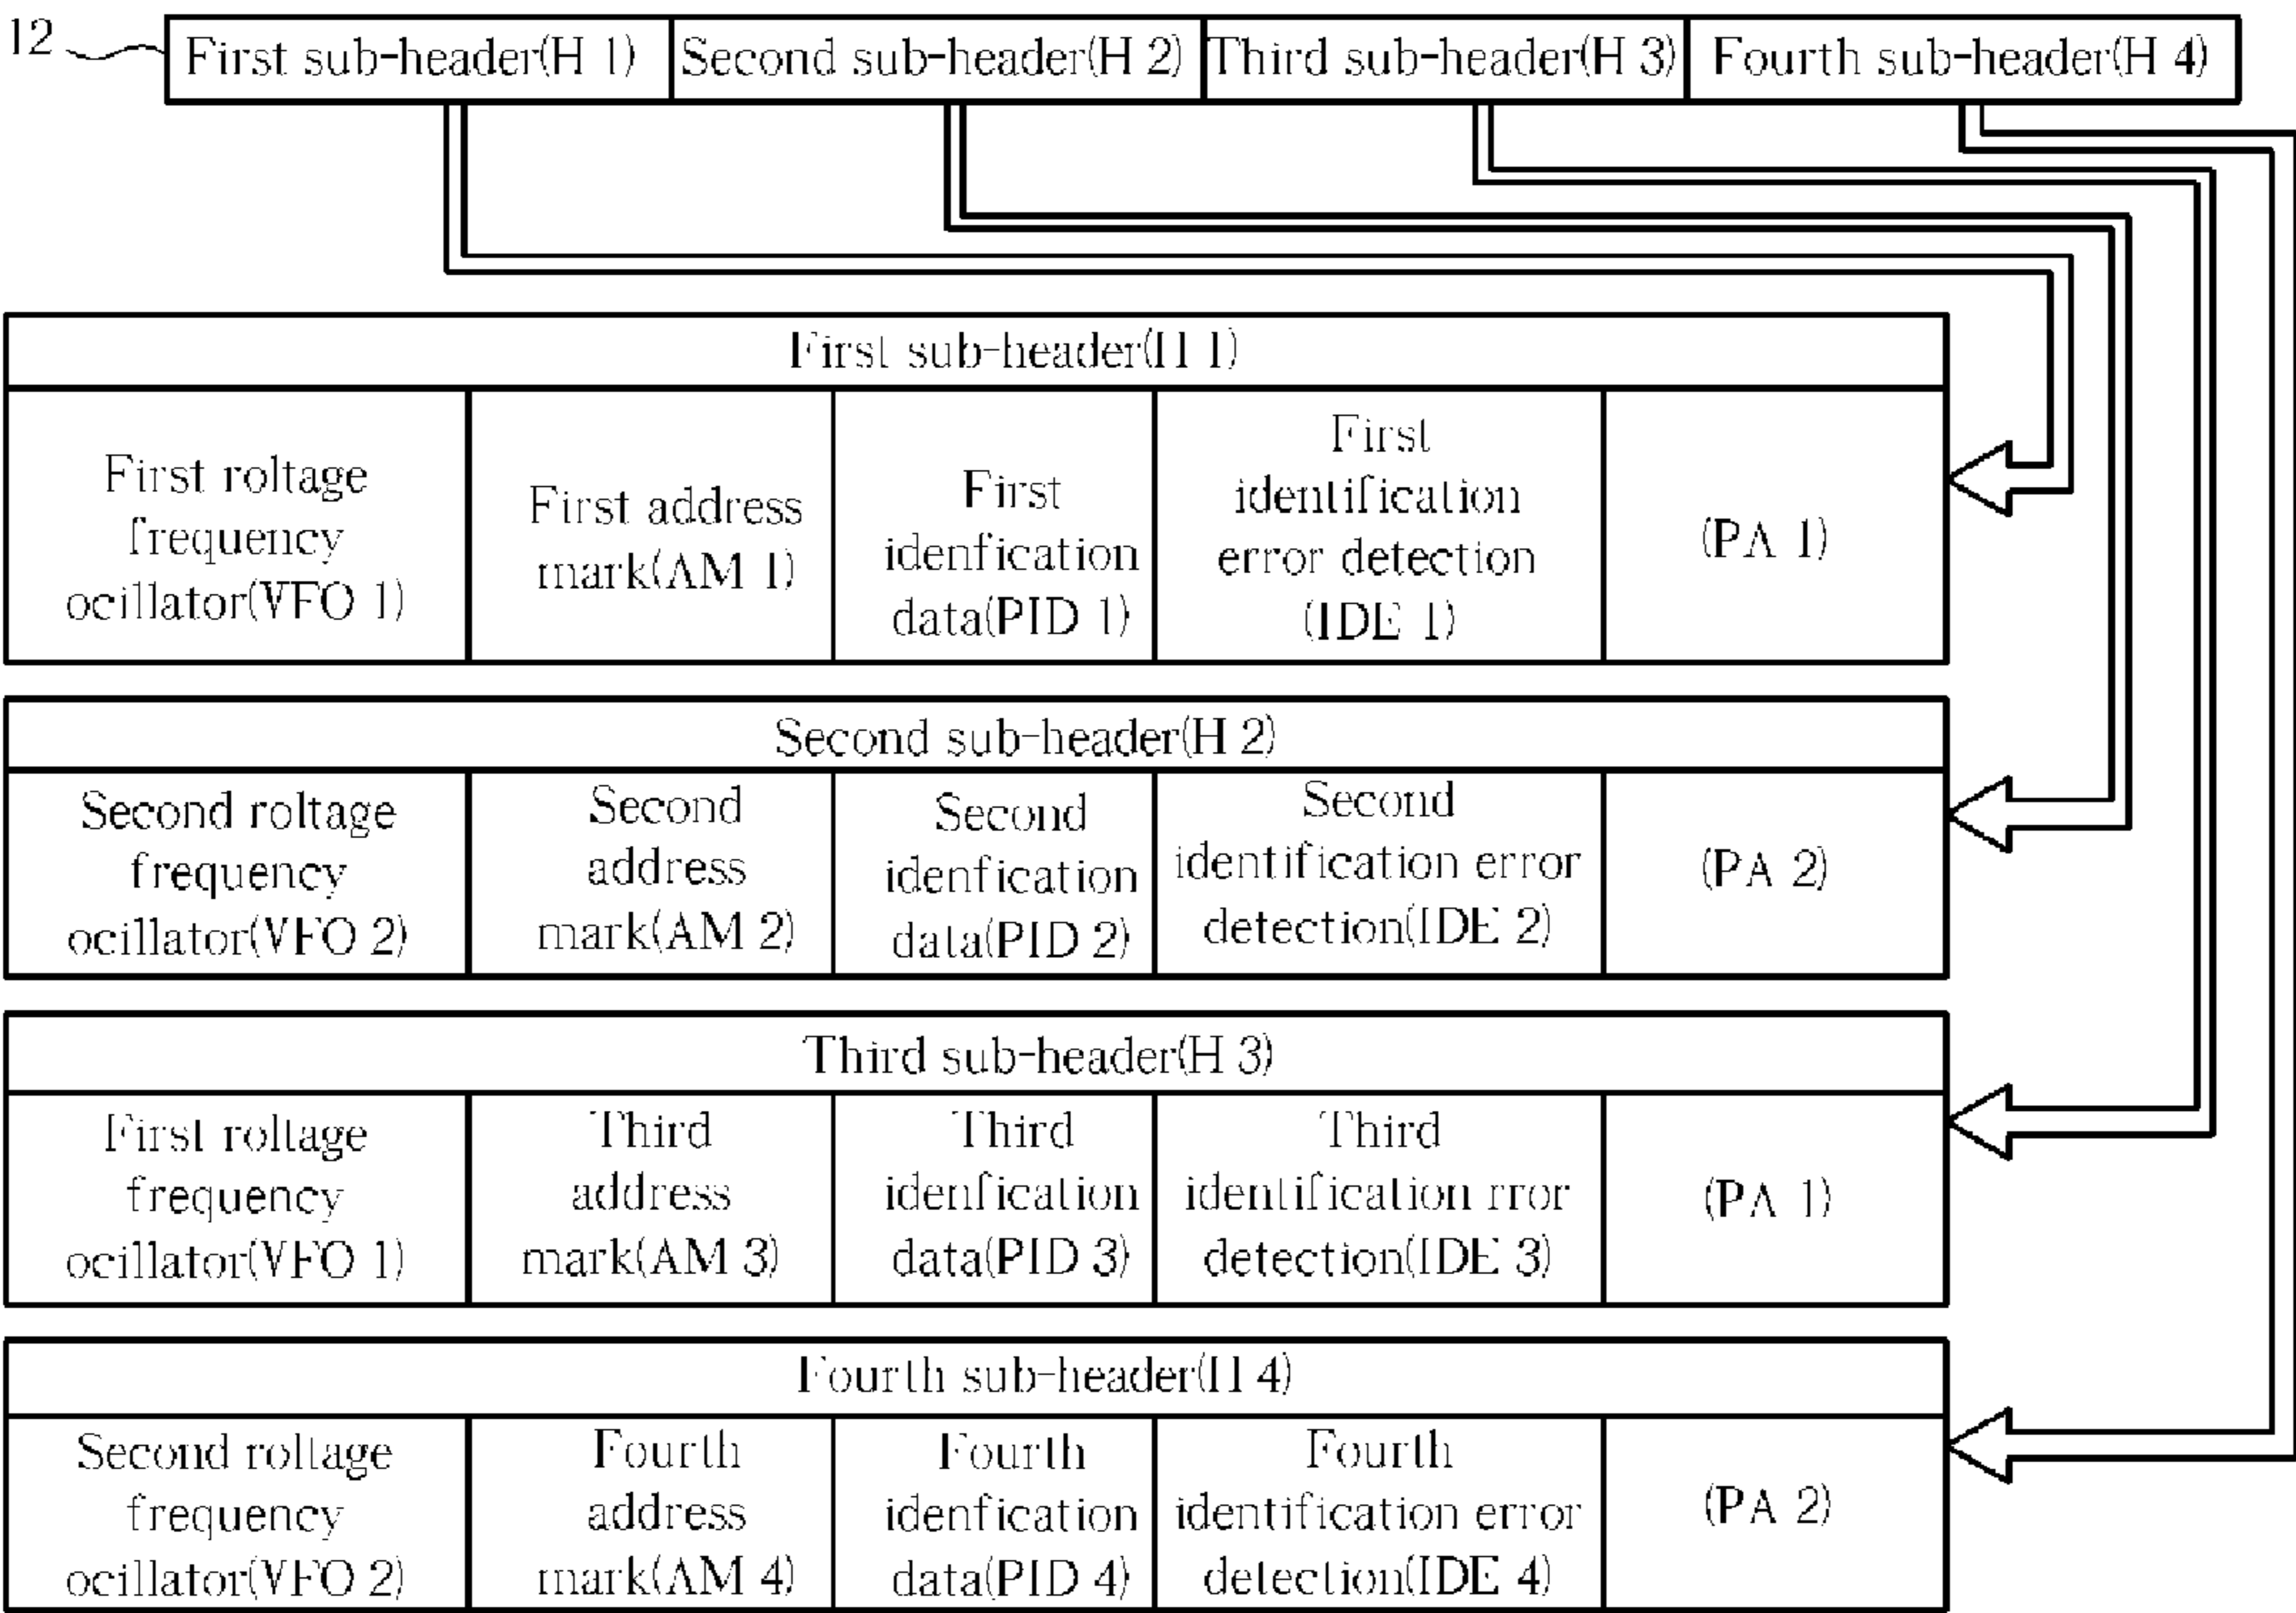 12
First sub-header(H 1) Second sub-header(H 2) Third sub-header(H 3) Fourth sub-header(H 4)
First sub-header(H 1)
First roltage
frequency
ocillator(VFO 1)
First address
mark(AM 1)
First
idenfication
data(PID 1)
First
identification
error detection
(IDE 1)
(PA 1)
Second sub-header(H 2)
Second roltage
frequency
ocillator(VFO 2)
Second
address
mark(AM 2)
Second
idenfication
data(PID 2)
Second
identification error
detection(IDE 2)
(PA 2)
Third sub-header(H 3)
First roltage
frequency
ocillator(VFO 1)
Third
address
mark(AM 3)
Third
idenfication
data(PID 3)
Third
identification rror
detection(IDE 3)
(PA 1)
Fourth sub-header(H 4)
Second roltage
frequency
ocillator(VFO 2)
Fourth
address
mark(AM 4)
Fourth
idenfication
data(PID 4)
Fourth
identification error
detection(IDE 4)
(PA 2)